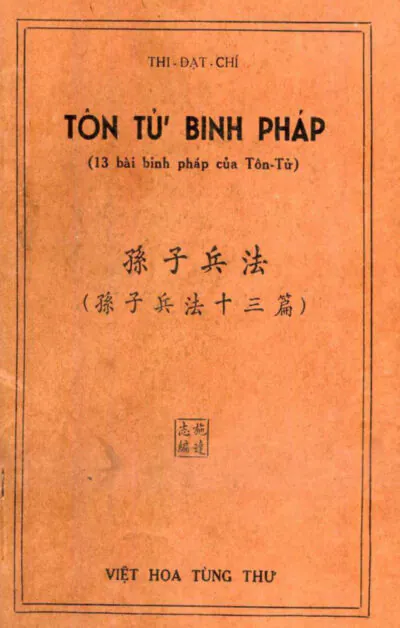 THI-ĐẠT-CHÍ
TÔN TỬ BINH PHÁP
(13 bài binh pháp của Tôn-Tử)
孫子兵法
(孫子兵法十三篇)
施達
志編
VIỆT HOA TÙNG THƯ